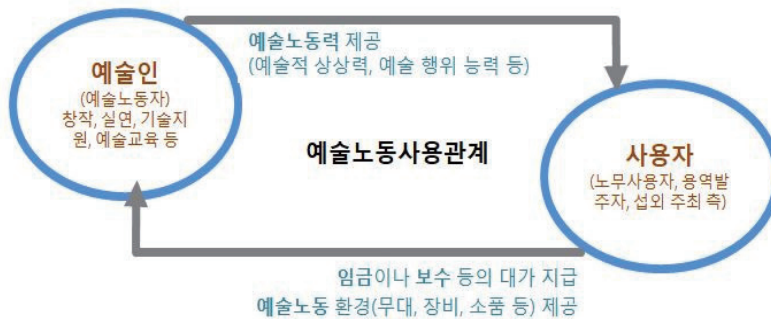 예술노동력 제공
(예술적 상상력, 예술 행위 능력 등)
예술인
(예술노동자)
창작, 실연, 기술지
원, 예술교육 등
예술노동사용관계
사용자
(노무사용자, 용역발
주자, 섭외 주최 측)
임금이나 보수 등의 대가 지급
예술노동 환경(무대, 장비, 소품 등) 제공